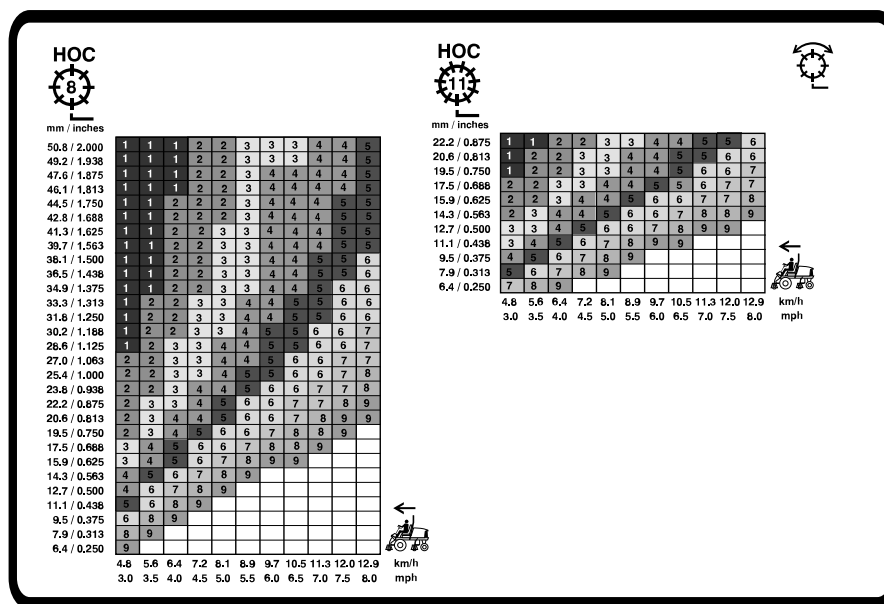 HOC
8
mm / inches
50.8 / 2.000 1 1 1 2 2 3 3 3 4 4 5
49.2 / 1.938 1 1 1 2 2 3 3 3 4 4 5
47.6 / 1.875 1 1 1 2 2 3 4 4 4 4 5
46.1 / 1.813 1 1 1 2 2 3 4 4 4 4 5
44.5 / 1.750 1 1 2 2 2 3 4 4 4 5 5
42.8 / 1.688 1 1 2 2 2 3 4 4 4 5 5
41.3 / 1.625 1 1 2 2 3 3 4 4 4 5 5
39.7 / 1.563 1 1 2 2 3 3 4 4 4 5 5
38.1 / 1.500 1 1 2 2 3 3 4 4 5 5 6
36.5 / 1.438 1 1 2 2 3 3 4 4 5 5 6
34.9 / 1.375 1 1 2 2 3 3 4 4 5 6 6
33.3 / 1.313 1 2 2 3 3 4 4 5 5 6 6
31.8 / 1.250 1 2 2 3 3 4 4 5 5 6 6
30.2 / 1.188 1 2 2 3 3 4 5 5 6 6 7
28.6 / 1.125 1 2 3 3 4 4 5 5 6 6 7
27.0 / 1.063 2 2 3 3 4 4 5 6 6 7 7
25.4 / 1.000 2 2 3 3 4 5 5 6 6 7 8
23.8 / 0.938 2 2 3 4 4 5 6 6 7 7 8
22.2 / 0.875 2 3 3 4 5 6 6 7 7 8 9
20.6 / 0.813 2 3 4 4 5 6 6 7 8 9 9
19.5 / 0.750 2 3 4 5 6 6 7 7 8 9
17.5 / 0.688 3 4 5 6 6 7 8 8 9
15.9 / 0.625 3 4 5 6 7 8 9 9
14.3 / 0.563 4 5 6 7 8 9
12.7 / 0.500 4 6 7 8 9
11.1 / 0.438 5 6 8 9
9.5 / 0.375 6 8 9
7.9 / 0.313 8 9
6.4 / 0.250 9
4.8 5.6 6.4 7.2 8.1 8.9 9.7 10.5 11.3 12.0 12.9 km/h
3.0 3.5 4.0 4.5 5.0 5.5 6.0 6.5 7.0 7.5 8.0 mph
HOC
11
mm / inches
22.2 / 0.875 1 1 2 2 3 3 4 4 5 5 6
20.6 / 0.813 1 2 2 3 3 4 4 5 5 6 6
19.5 / 0.750 1 2 2 3 3 4 4 5 6 6 7
17.5 / 0.688 2 2 3 3 4 4 5 5 6 6 7
15.9 / 0.625 2 2 3 4 4 5 6 6 7 7 8
14.3 / 0.563 2 3 4 4 5 6 6 7 8 8 9
12.7 / 0.500 3 3 4 5 6 6 7 8 9 9
11.1 / 0.438 3 4 5 6 7 8 9 9
9.5 / 0.375 4 5 6 7 8 9
7.9 / 0.313 5 6 7 8 9
6.4 / 0.250 7 8 9
4.8 5.6 6.4 7.2 8.1 8.9 9.7 10.5 11.3 12.0 12.9 km/h
3.0 3.5 4.0 4.5 5.0 5.5 6.0 6.5 7.0 7.5 8.0 mph